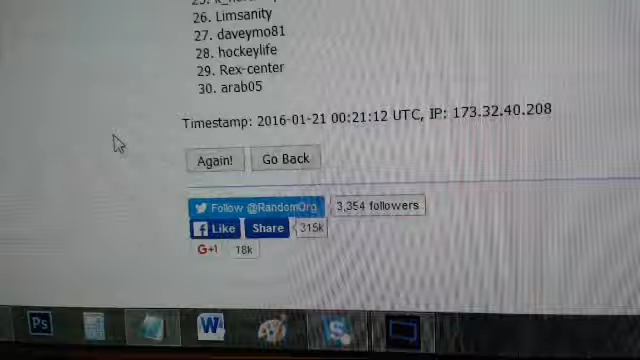 26. Limsanity
27. daveymo81
28. hockeylife
29. Rex-center
30. arab05
Timestamp: 2016-01-21 00:21:12 UTC, IP: 173.32.40.208
Again! Go Back
Follow @RandomOrg 3,354 followers
f Like Share 315k
G+1 18k
Ps W S